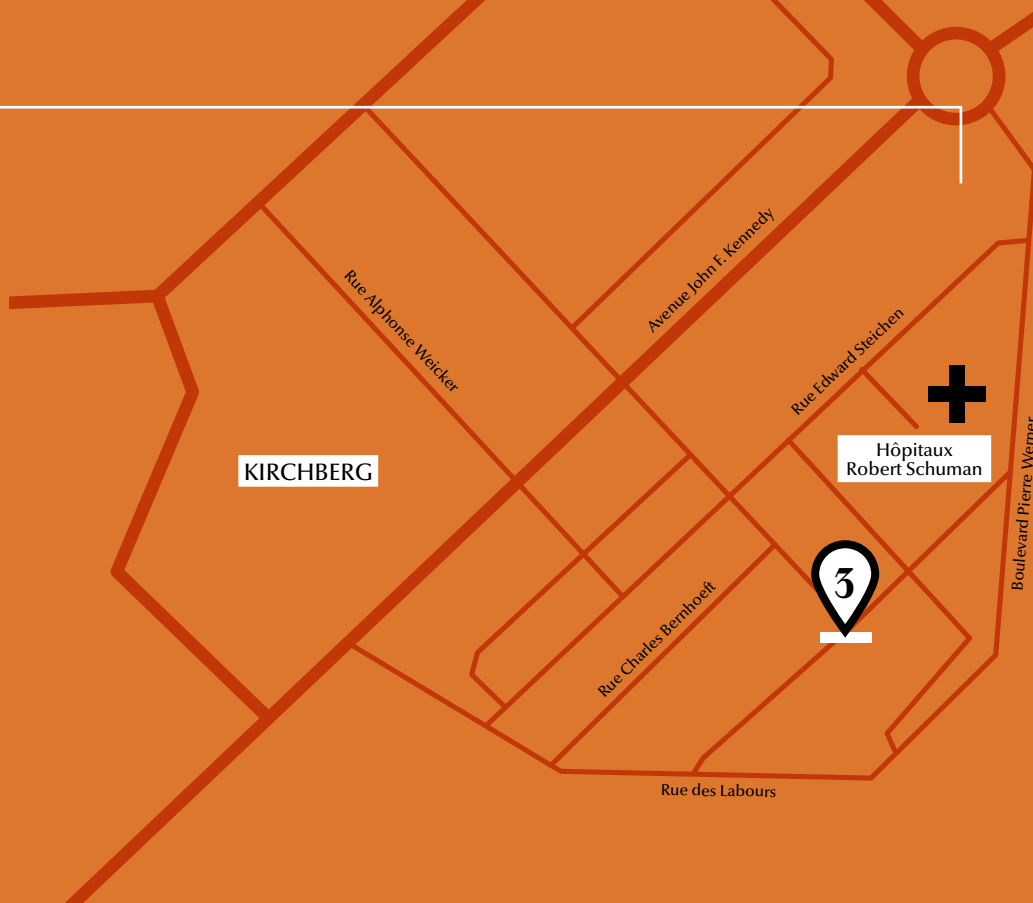 Avenue John F. Kennedy
Rue Alphonse Weicker
Rue Edward Steichen
KIRCHBERG
Hôpitaux
Robert Schuman
Boulevard Pierre Werner
3
Rue Charles Bernhoeft
Rue des Labours